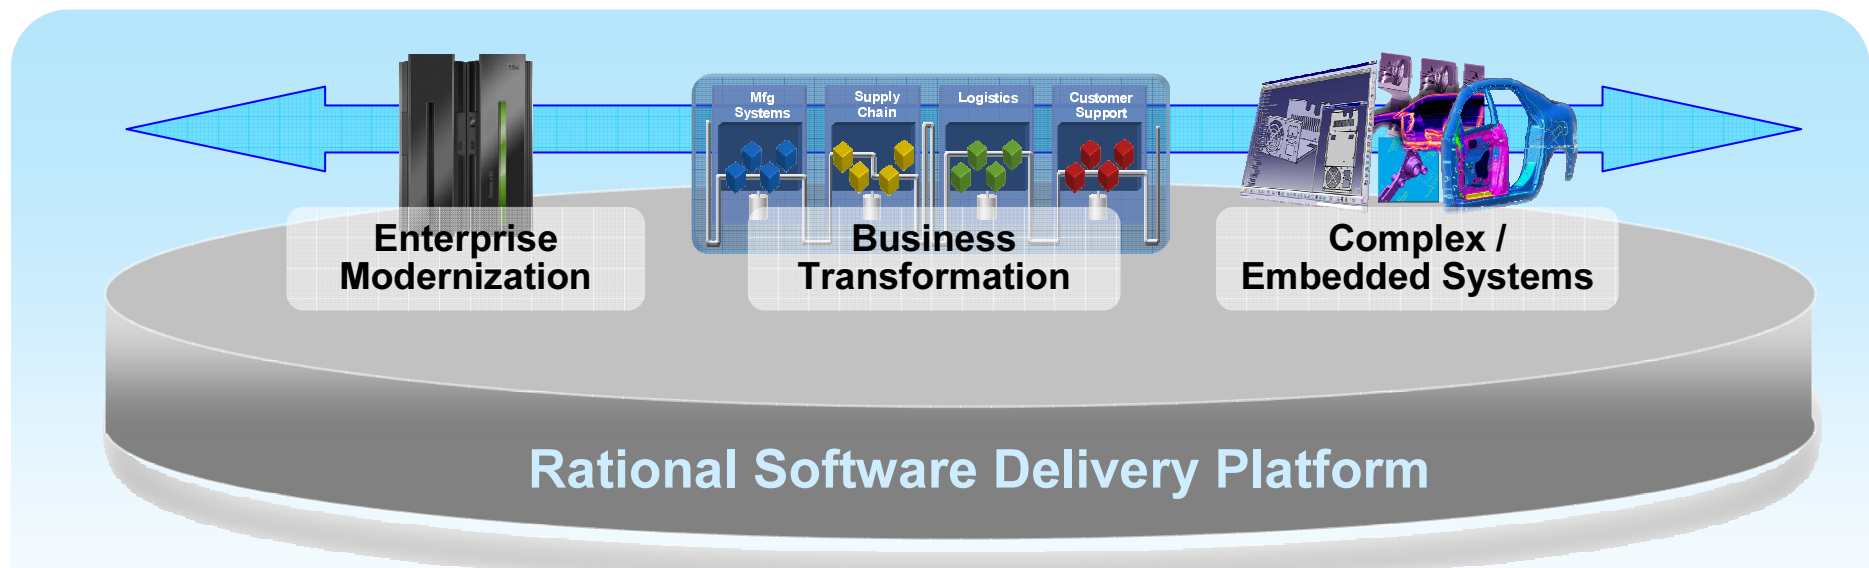 Mfg
Systems
Supply
Chain
Logistics
Customer
Support
Enterprise
Modernization
Business
Transformation
Complex /
Embedded Systems
Rational Software Delivery Platform